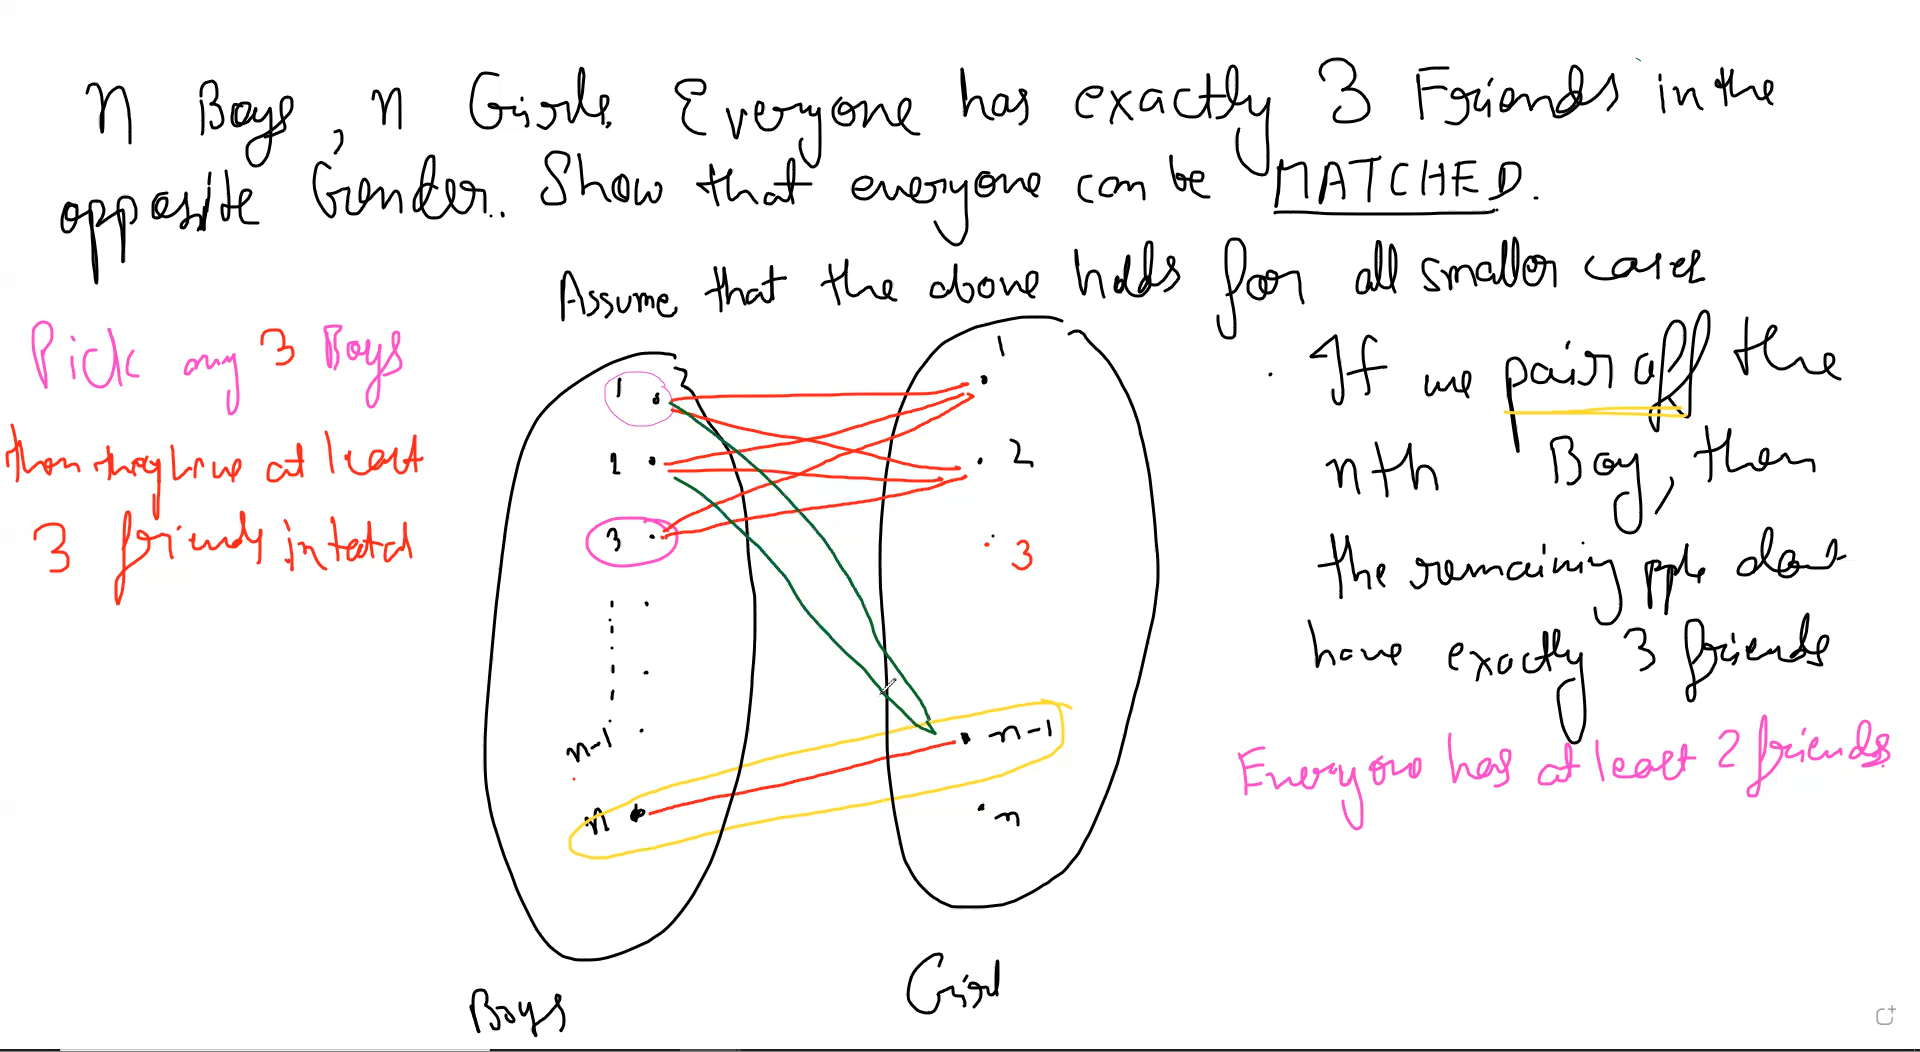 n Boys, n Girls. Everyone has exactly 3 Friends in the
opposite Gender. Show that everyone can be MATCHED.
Assume that the above holds for all smaller cases
Pick any 3 Boys
then they have at least
3 friends in total
1
2
3
n-1
n
Boys
1
2
3
n-1
n
Girl
If we pair off the
nth Boy, then
the remaining ppl dont
have exactly 3 friends
Everyone has at least 2 friends